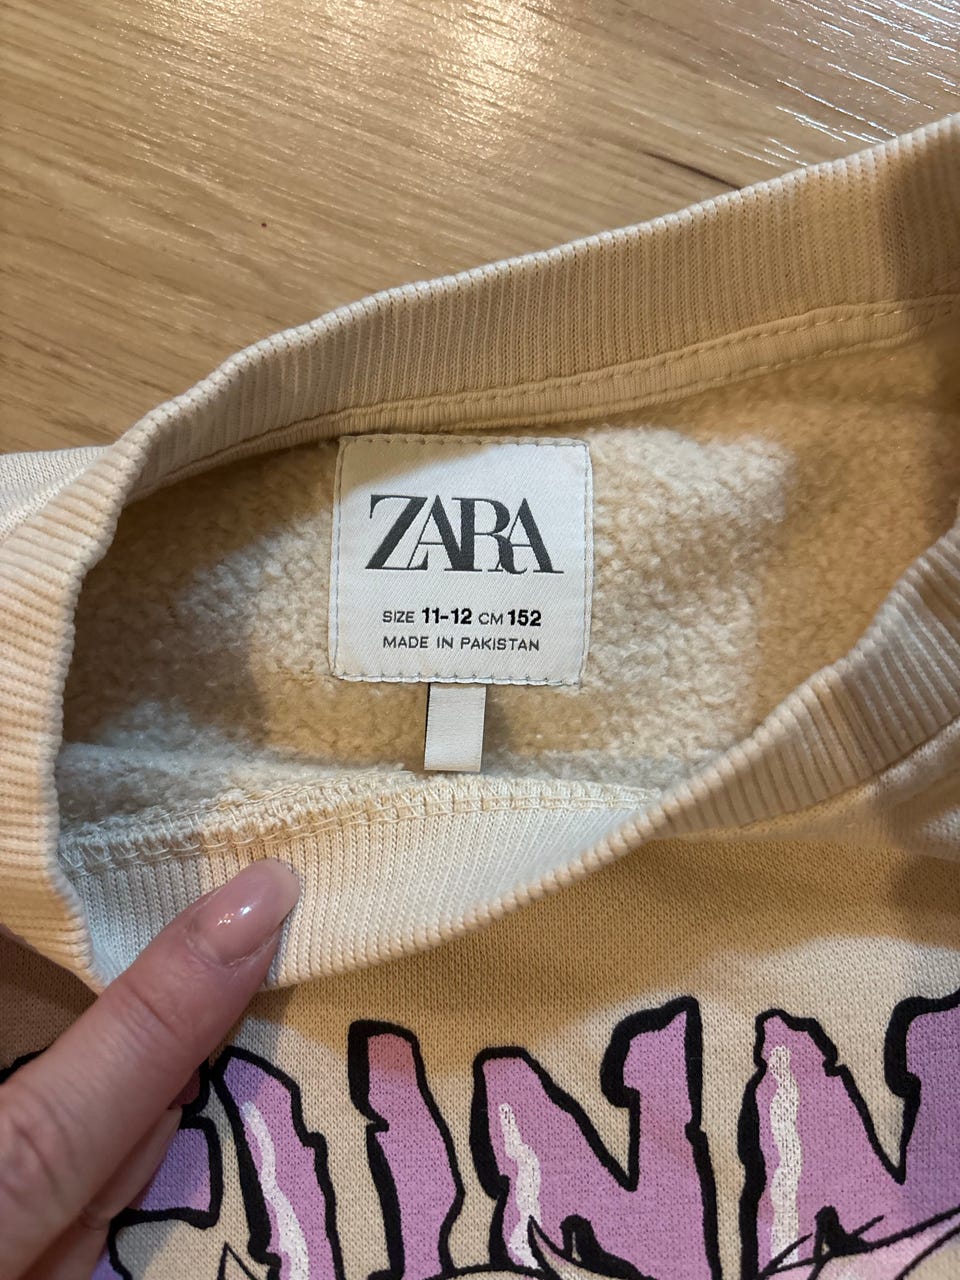 ZARA
SIZE 11-12 CM 152
MADE IN PAKISTAN